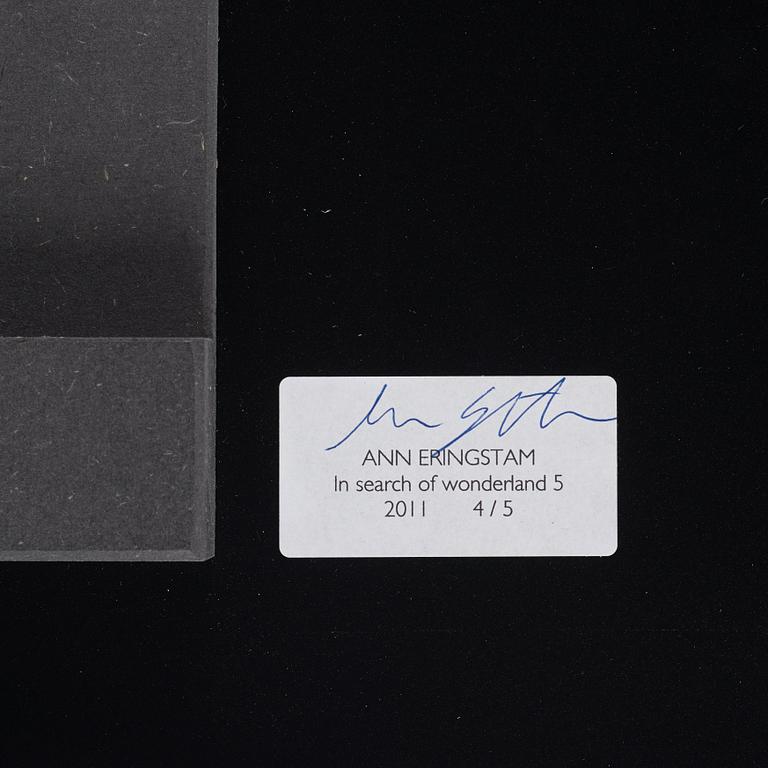 ANN ERINGSTAM
In search of wonderland 5
2011 4/5